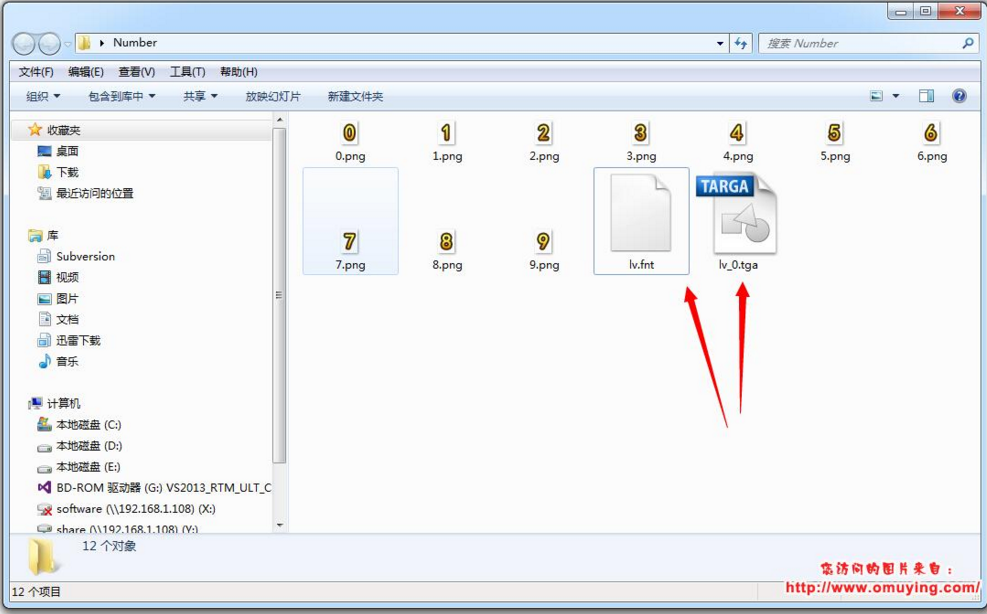 Number
搜索 Number
文件(F) 编辑(E) 查看(V) 工具(T) 帮助(H)
组织 包含到库中 共享 放映幻灯片 新建文件夹
收藏夹
桌面
下载
最近访问的位置
库
Subversion
视频
图片
文档
迅雷下载
音乐
计算机
本地磁盘 (C:)
本地磁盘 (D:)
本地磁盘 (E:)
BD-ROM 驱动器 (G:) VS2013_RTM_ULT_C
software (\\192.168.1.108) (X:)
share (\\192.168.1.108) (Y:)
0 1 2 3 4 5 6
0.png 1.png 2.png 3.png 4.png 5.png 6.png
TARGA
7 8 9
7.png 8.png 9.png lv.fnt lv_0.tga
12 个对象
12 个项目
您访问的图片来自：
http://www.omuying.com/